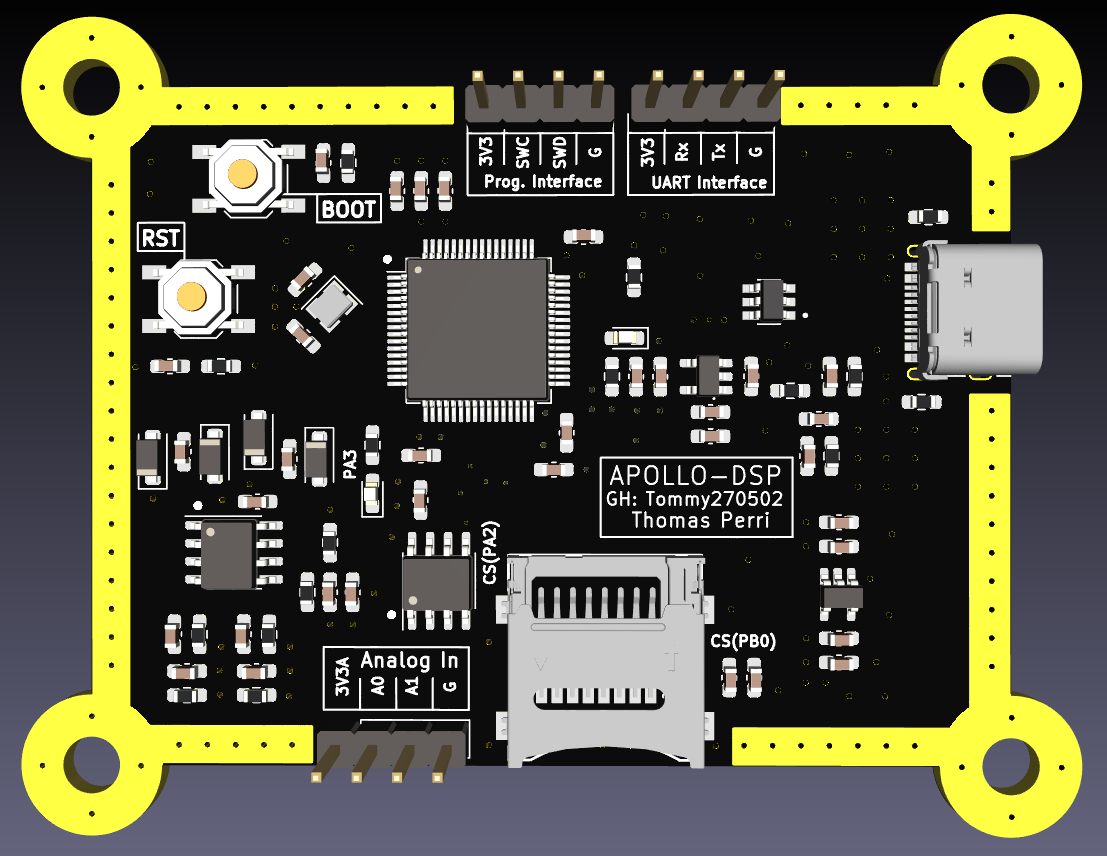 3V3 SWC SWD G
Prog. Interface
3V3 Rx Tx G
UART Interface
BOOT
RST
PA3
APOLLO-DSP
GH: Tommy270502
Thomas Perri
CS(PA2)
CS(PB0)
Analog In
3V3A A0 A1 G